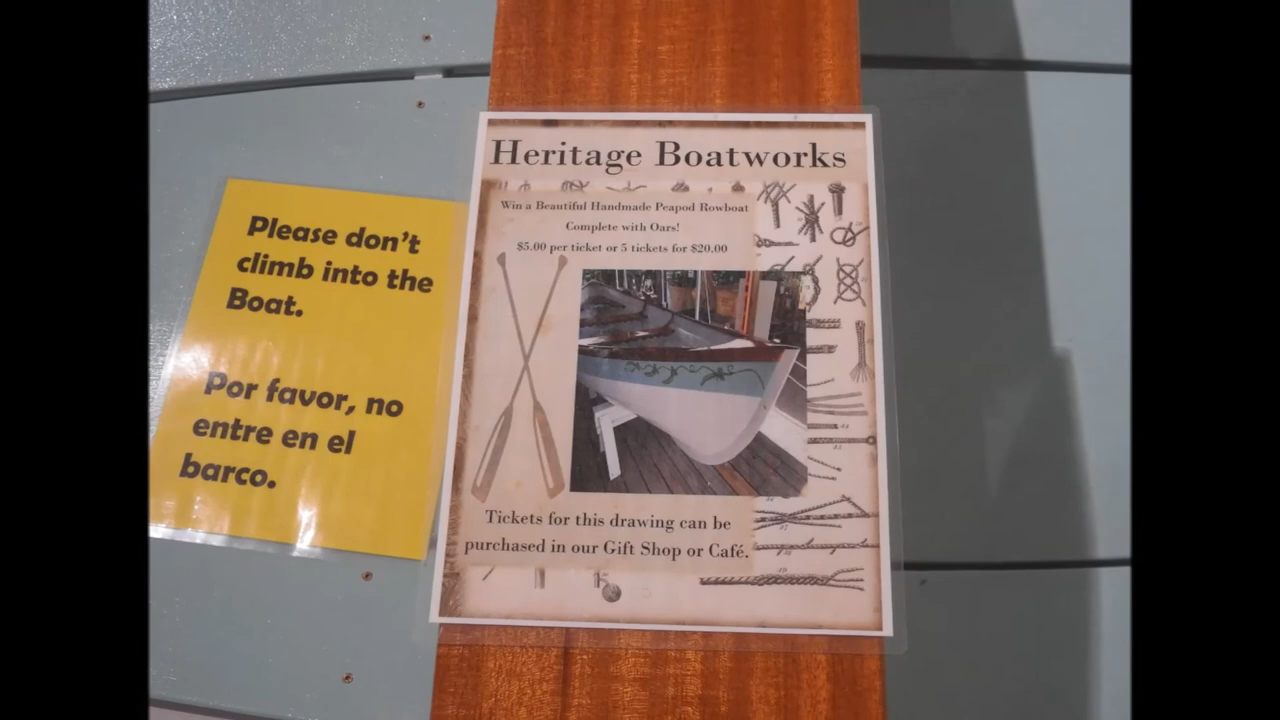 Please don't
climb into the
Boat.
Por favor, no
entre en el
barco.
Heritage Boatworks
Win a Beautiful Handmade Peapod Rowboat
Complete with Oars!
$5.00 per ticket or 5 tickets for $20.00
Tickets for this drawing can be
purchased in our Gift Shop or Café.